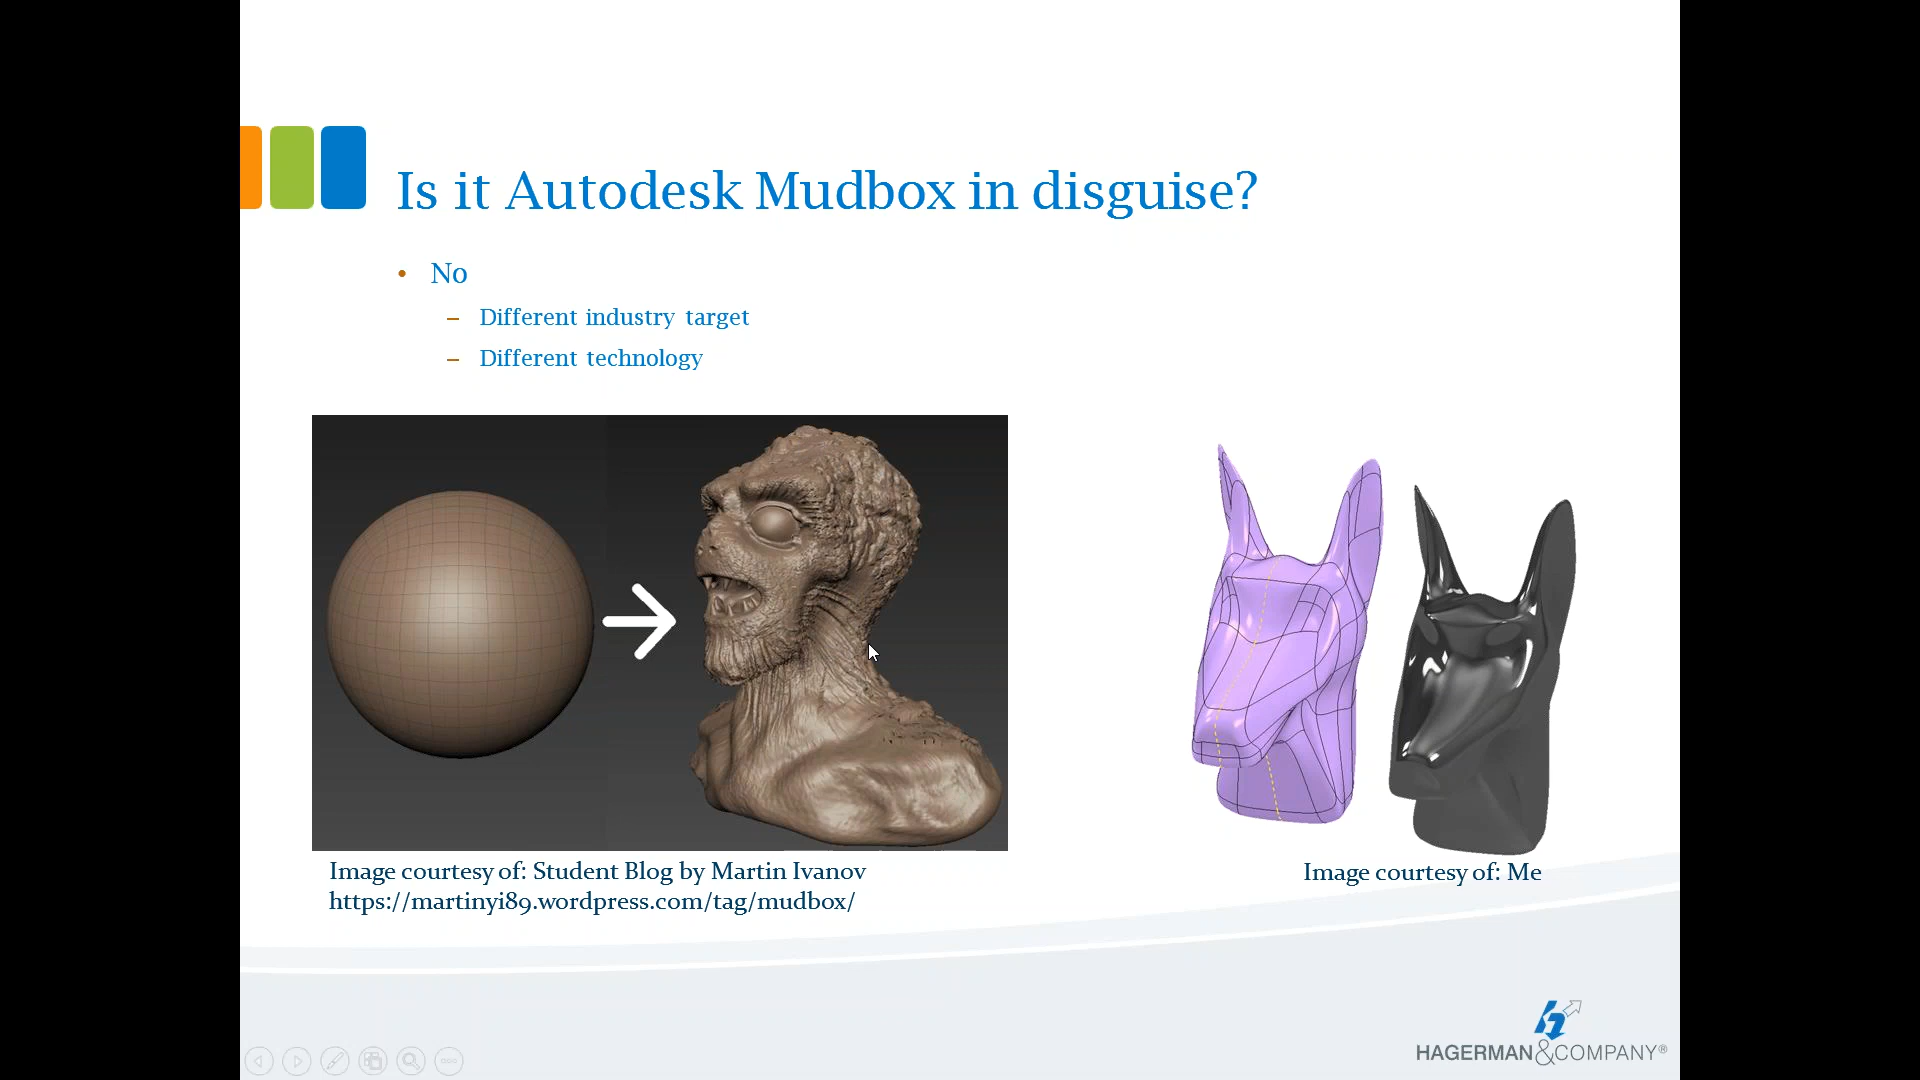 Is it Autodesk Mudbox in disguise?
• No
– Different industry target
– Different technology
Image courtesy of: Student Blog by Martin Ivanov
https://martinyi89.wordpress.com/tag/mudbox/
Image courtesy of: Me
HAGERMAN&COMPANY®